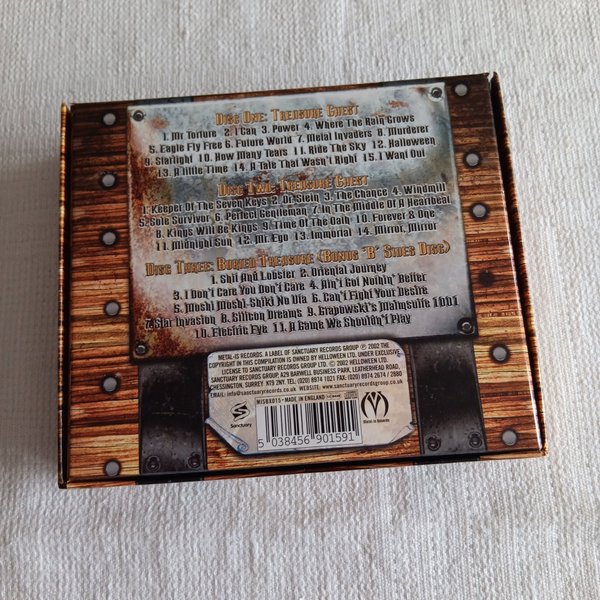 Disc One: Treasure Chest
1. Mr Torture 2. I Can 3. Power 4. Where The Rain Grows
5. Eagle Fly Free 6. Future World 7. Metal Invaders 8. Murderer
9. Starlight 10. How Many Tears 11. Ride The Sky 12. Halloween
13. A Little Time 14. A Tale That Wasn't Right 15. I Want Out
Disc Two: Treasure Chest
1. Keeper Of The Seven Keys 2. Dr Stein 3. The Chance 4. Windmill
5. Sole Survivor 6. Perfect Gentleman 7. In The Middle Of A Heartbeat
8. Kings Will Be Kings 9. Time Of The Oath 10. Forever & One
11. Midnight Sun 12. Mr. Ego 13. Immortal 14. Mirror, Mirror
Disc Three: Buried Treasure (Bonus 'B' Sides Disc)
1. Shit And Lobster 2. Oriental Journey
3. I Don't Care You Don't Care 4. Ain't Got Nothin' Better
5. Moshi Moshi-Shiki No Dia 6. Can't Fight Your Desire
7. Star Invasion 8. Silicon Dreams 9. Grapowski's Malmsuite 1001
10. Electric Eye 11. A Game We Shouldn't Play
METAL-IS RECORDS. A LABEL OF SANCTUARY RECORDS GROUP ℗ 2002 THE
COPYRIGHT IN THIS COMPILATION IS OWNED BY HELLOWEEN LTD. UNDER EXCLUSIVE
LICENSE TO SANCTUARY RECORDS GROUP LTD. © 2002 HELLOWEEN LTD.
SANCTUARY RECORDS GROUP, A29 BARWELL BUSINESS PARK, LEATHERHEAD ROAD,
CHESSINGTON, SURREY KT9 2NY. TEL: (020) 8974 1021 FAX: (020) 8974 2674 / 2880
EMAIL: info@sanctuaryrecords.co.uk WEBSITE: www.sanctuaryrecordsgroup.co.uk
MISBX015 • MADE IN ENGLAND
Sanctuary
5 038456 901591